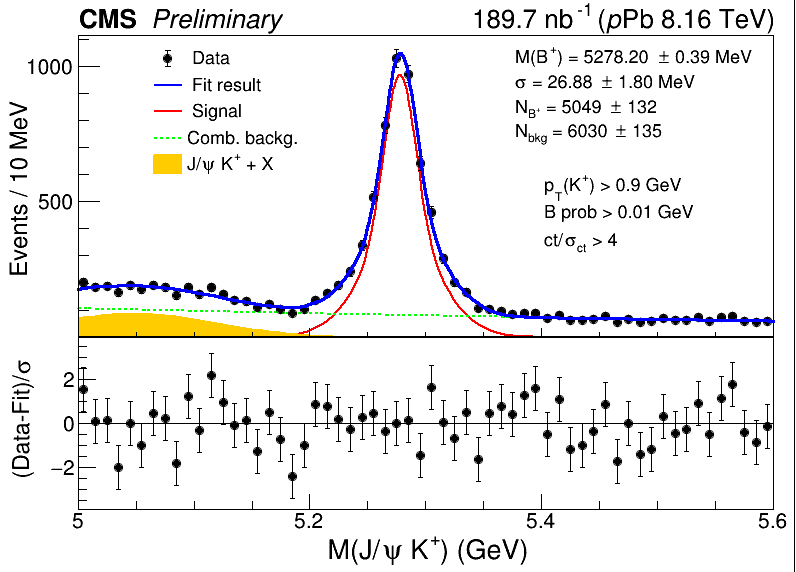 CMS Preliminary 189.7 nb⁻¹ (pPb 8.16 TeV)
Events / 10 MeV
1000
500
Data
Fit result
Signal
Comb. backg.
J/ψ K⁺ + X
M(B⁺) = 5278.20 ± 0.39 MeV
σ = 26.88 ± 1.80 MeV
N_B⁺ = 5049 ± 132
N_bkg = 6030 ± 135
p_T(K⁺) > 0.9 GeV
B prob > 0.01 GeV
ct/σ_ct > 4
(Data-Fit)/σ
2
0
−2
5 5.2 5.4 5.6
M(J/ψ K⁺) (GeV)